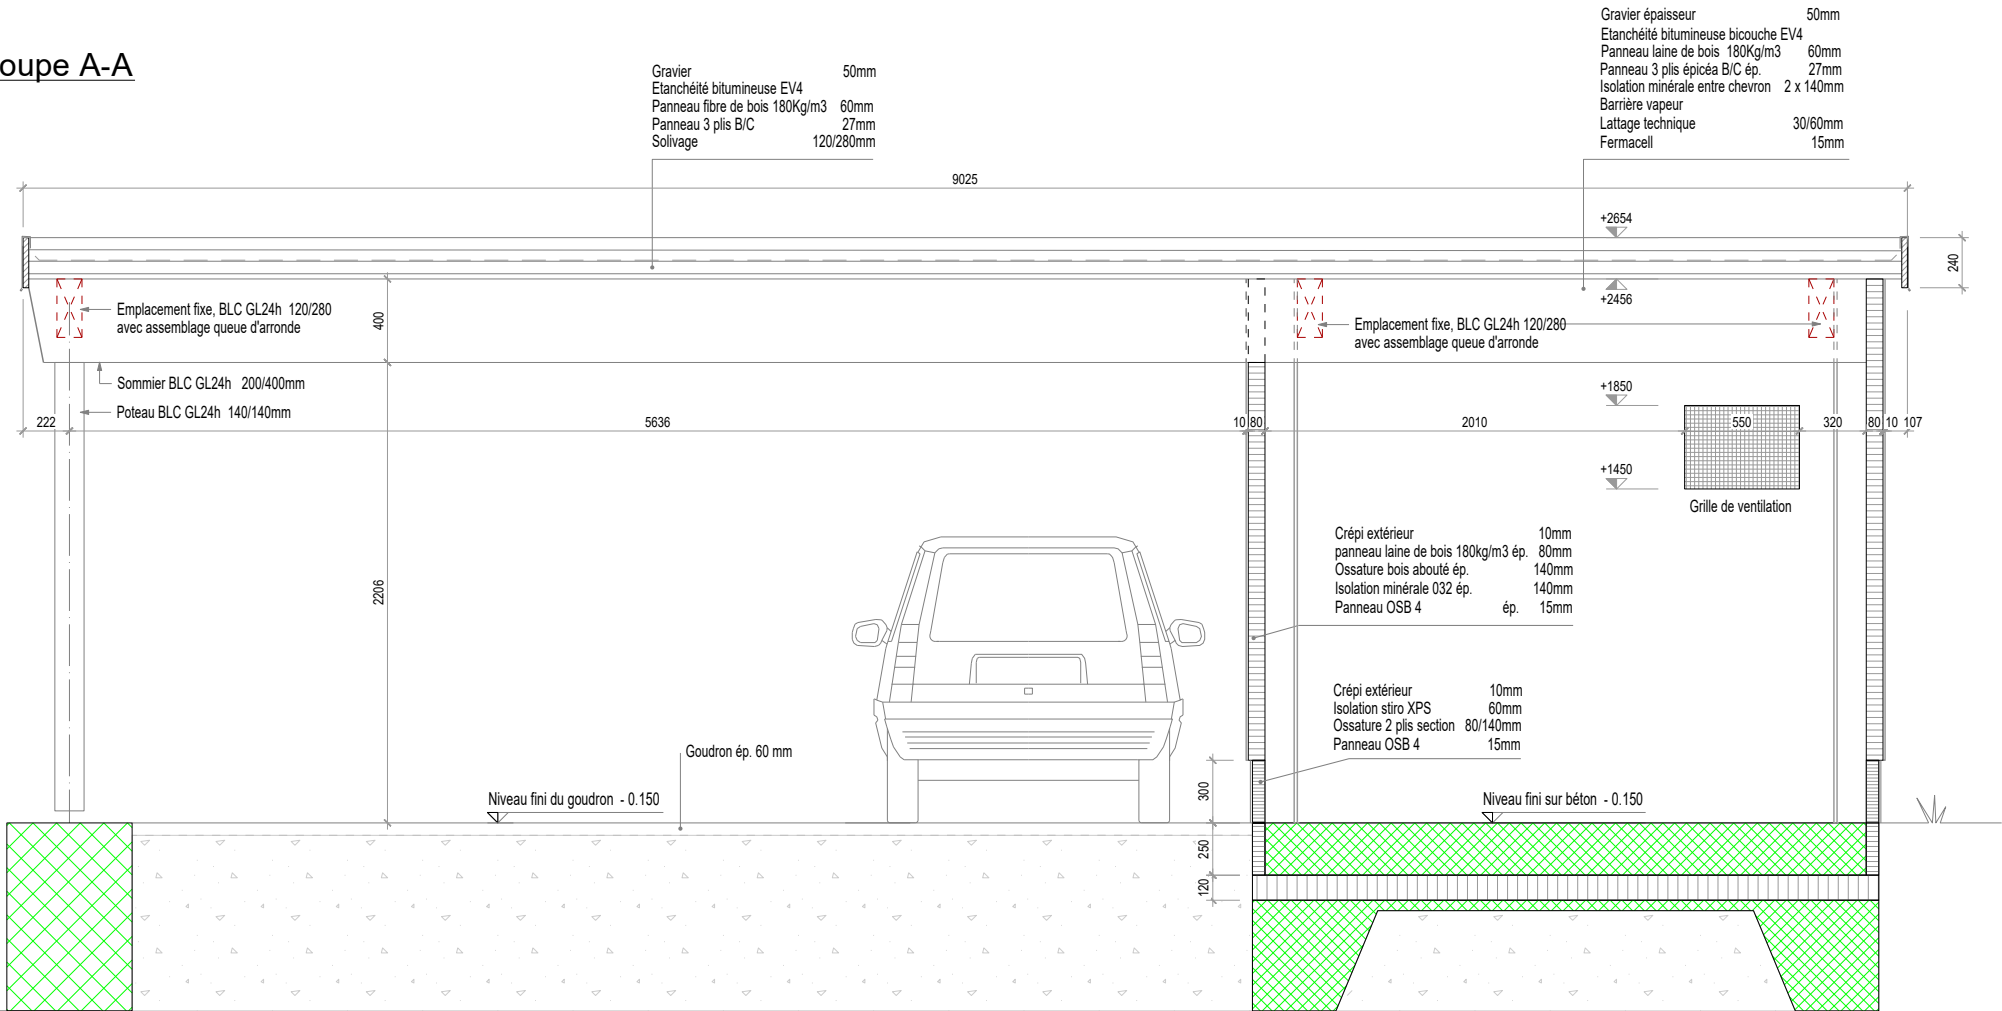 oupe A-A
Gravier 50mm
Etanchéité bitumineuse EV4
Panneau fibre de bois 180Kg/m3 60mm
Panneau 3 plis B/C 27mm
Solivage 120/280mm
Gravier épaisseur 50mm
Etanchéité bitumineuse bicouche EV4
Panneau laine de bois 180Kg/m3 60mm
Panneau 3 plis épicéa B/C ép. 27mm
Isolation minérale entre chevron 2 x 140mm
Barrière vapeur
Lattage technique 30/60mm
Fermacell 15mm
9025
+2654
240
+2456
Emplacement fixe, BLC GL24h 120/280
avec assemblage queue d'arronde
400
Emplacement fixe, BLC GL24h 120/280
avec assemblage queue d'arronde
Sommier BLC GL24h 200/400mm
Poteau BLC GL24h 140/140mm
+1850
222 5636 10 80 2010 550 320 80 10 107
+1450
Grille de ventilation
2206
Crépi extérieur 10mm
panneau laine de bois 180kg/m3 ép. 80mm
Ossature bois abouté ép. 140mm
Isolation minérale 032 ép. 140mm
Panneau OSB 4 ép. 15mm
Crépi extérieur 10mm
Isolation stiro XPS 60mm
Ossature 2 plis section 80/140mm
Panneau OSB 4 15mm
Goudron ép. 60 mm
300
Niveau fini du goudron - 0.150
Niveau fini sur béton - 0.150
250
120